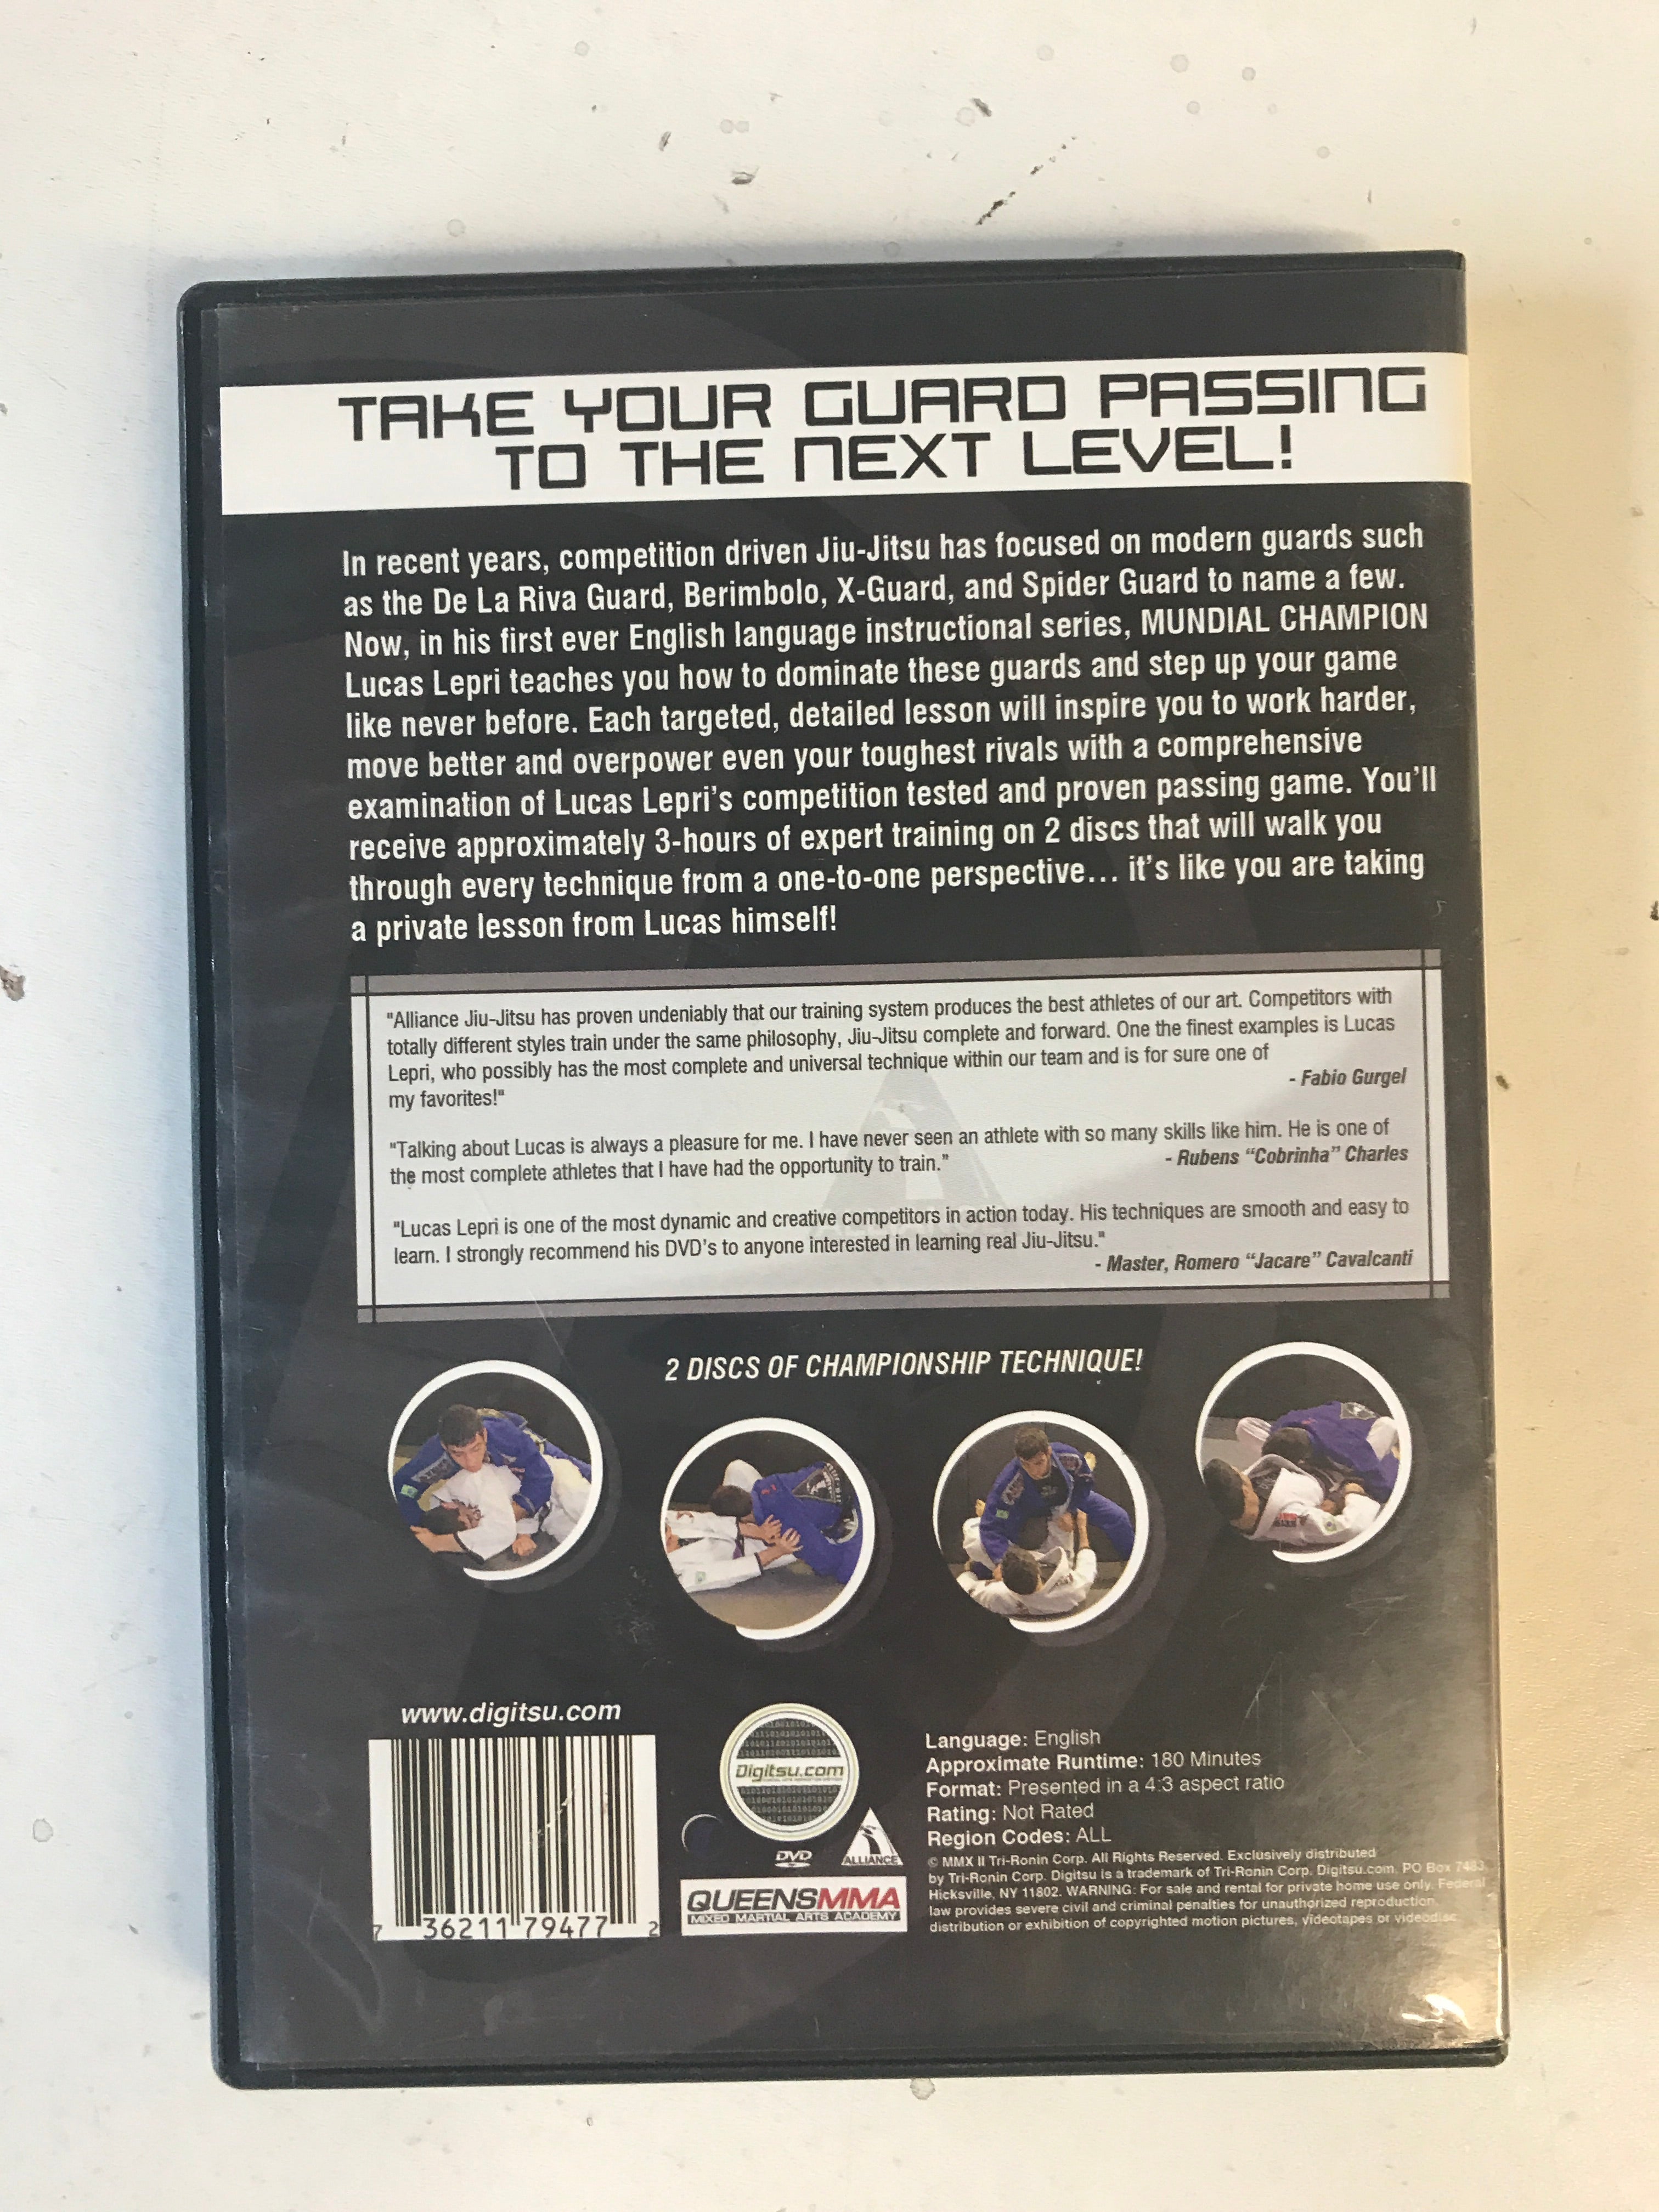 TAKE YOUR GUARD PASSING
TO THE NEXT LEVEL!
In recent years, competition driven Jiu-Jitsu has focused on modern guards such
as the De La Riva Guard, Berimbolo, X-Guard, and Spider Guard to name a few.
Now, in his first ever English language instructional series, MUNDIAL CHAMPION
Lucas Lepri teaches you how to dominate these guards and step up your game
like never before. Each targeted, detailed lesson will inspire you to work harder,
move better and overpower even your toughest rivals with a comprehensive
examination of Lucas Lepri's competition tested and proven passing game. You'll
receive approximately 3-hours of expert training on 2 discs that will walk you
through every technique from a one-to-one perspective... it's like you are taking
a private lesson from Lucas himself!
"Alliance Jiu-Jitsu has proven undeniably that our training system produces the best athletes of our art. Competitors with
totally different styles train under the same philosophy, Jiu-Jitsu complete and forward. One the finest examples is Lucas
Lepri, who possibly has the most complete and universal technique within our team and is for sure one of
my favorites!"
- Fabio Gurgel
"Talking about Lucas is always a pleasure for me. I have never seen an athlete with so many skills like him. He is one of
the most complete athletes that I have had the opportunity to train."
- Rubens "Cobrinha" Charles
"Lucas Lepri is one of the most dynamic and creative competitors in action today. His techniques are smooth and easy to
learn. I strongly recommend his DVD's to anyone interested in learning real Jiu-Jitsu."
- Master, Romero "Jacare" Cavalcanti
2 DISCS OF CHAMPIONSHIP TECHNIQUE!
www.digitsu.com
7 36211 79477 2
Digitsu.com
DVD
ALLIANCE
QUEENSMMA
MIXED MARTIAL ARTS ACADEMY
Language: English
Approximate Runtime: 180 Minutes
Format: Presented in a 4:3 aspect ratio
Rating: Not Rated
Region Codes: ALL
© MMX II Tri-Ronin Corp. All Rights Reserved. Exclusively distributed
by Tri-Ronin Corp. Digitsu is a trademark of Tri-Ronin Corp. Digitsu.com. PO Box 7483,
Hicksville, NY 11802. WARNING: For sale and rental for private home use only. Federal
law provides severe civil and criminal penalties for unauthorized reproduction,
distribution or exhibition of copyrighted motion pictures, videotapes or videodisc.